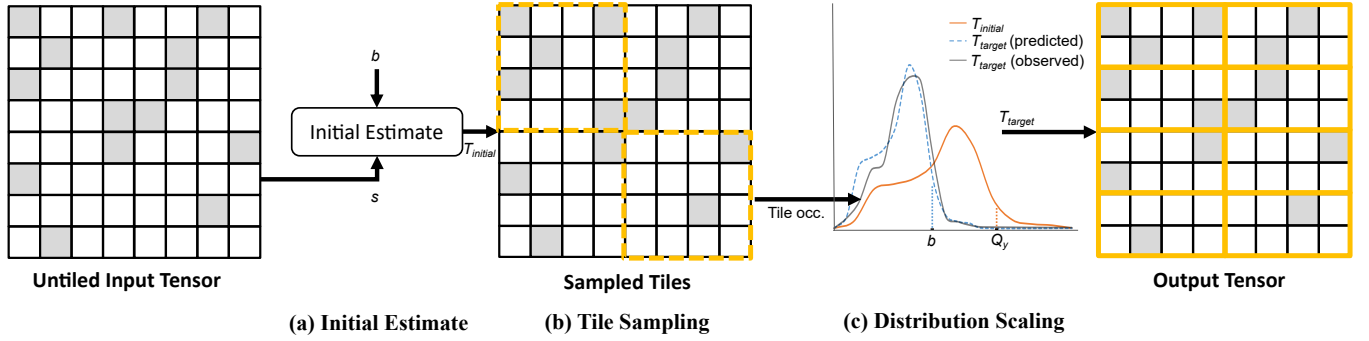 b
Initial Estimate
T_initial
s
Tile occ.
T_initial
T_target (predicted)
T_target (observed)
b
Q_y
T_target
Untiled Input Tensor
Sampled Tiles
Output Tensor
(a) Initial Estimate
(b) Tile Sampling
(c) Distribution Scaling